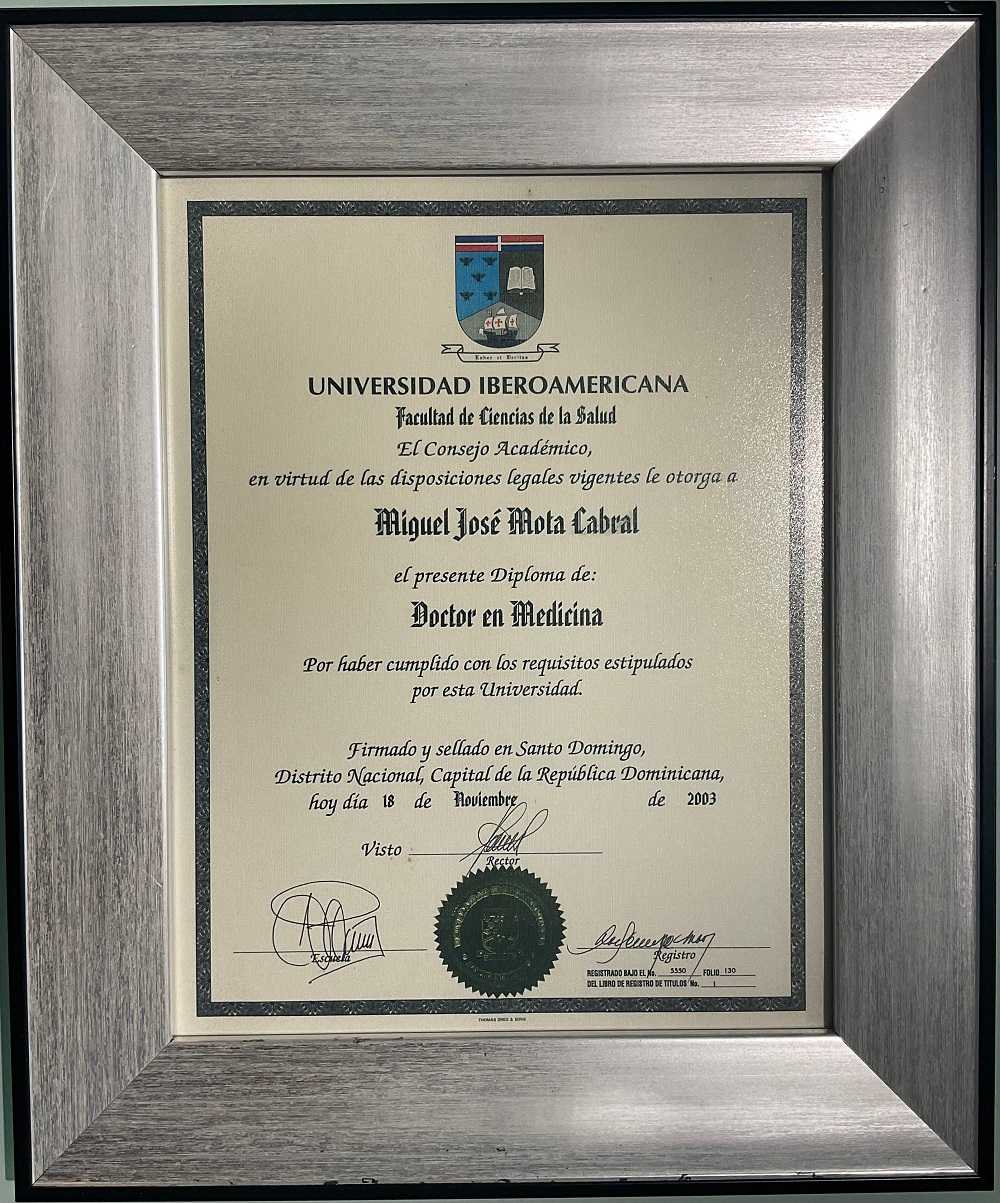 UNIVERSIDAD IBEROAMERICANA
Facultad de Ciencias de la Salud
El Consejo Académico,
en virtud de las disposiciones legales vigentes le otorga a
Miguel José Mota Cabral
el presente Diploma de:
Doctor en Medicina
Por haber cumplido con los requisitos estipulados
por esta Universidad.
Firmado y sellado en Santo Domingo,
Distrito Nacional, Capital de la República Dominicana,
hoy día 18 de Noviembre de 2003
Visto
Rector
Escuela
Registro
REGISTRADO BAJO EL No. 5550 FOLIO 130
DEL LIBRO DE REGISTRO DE TITULOS No. 1